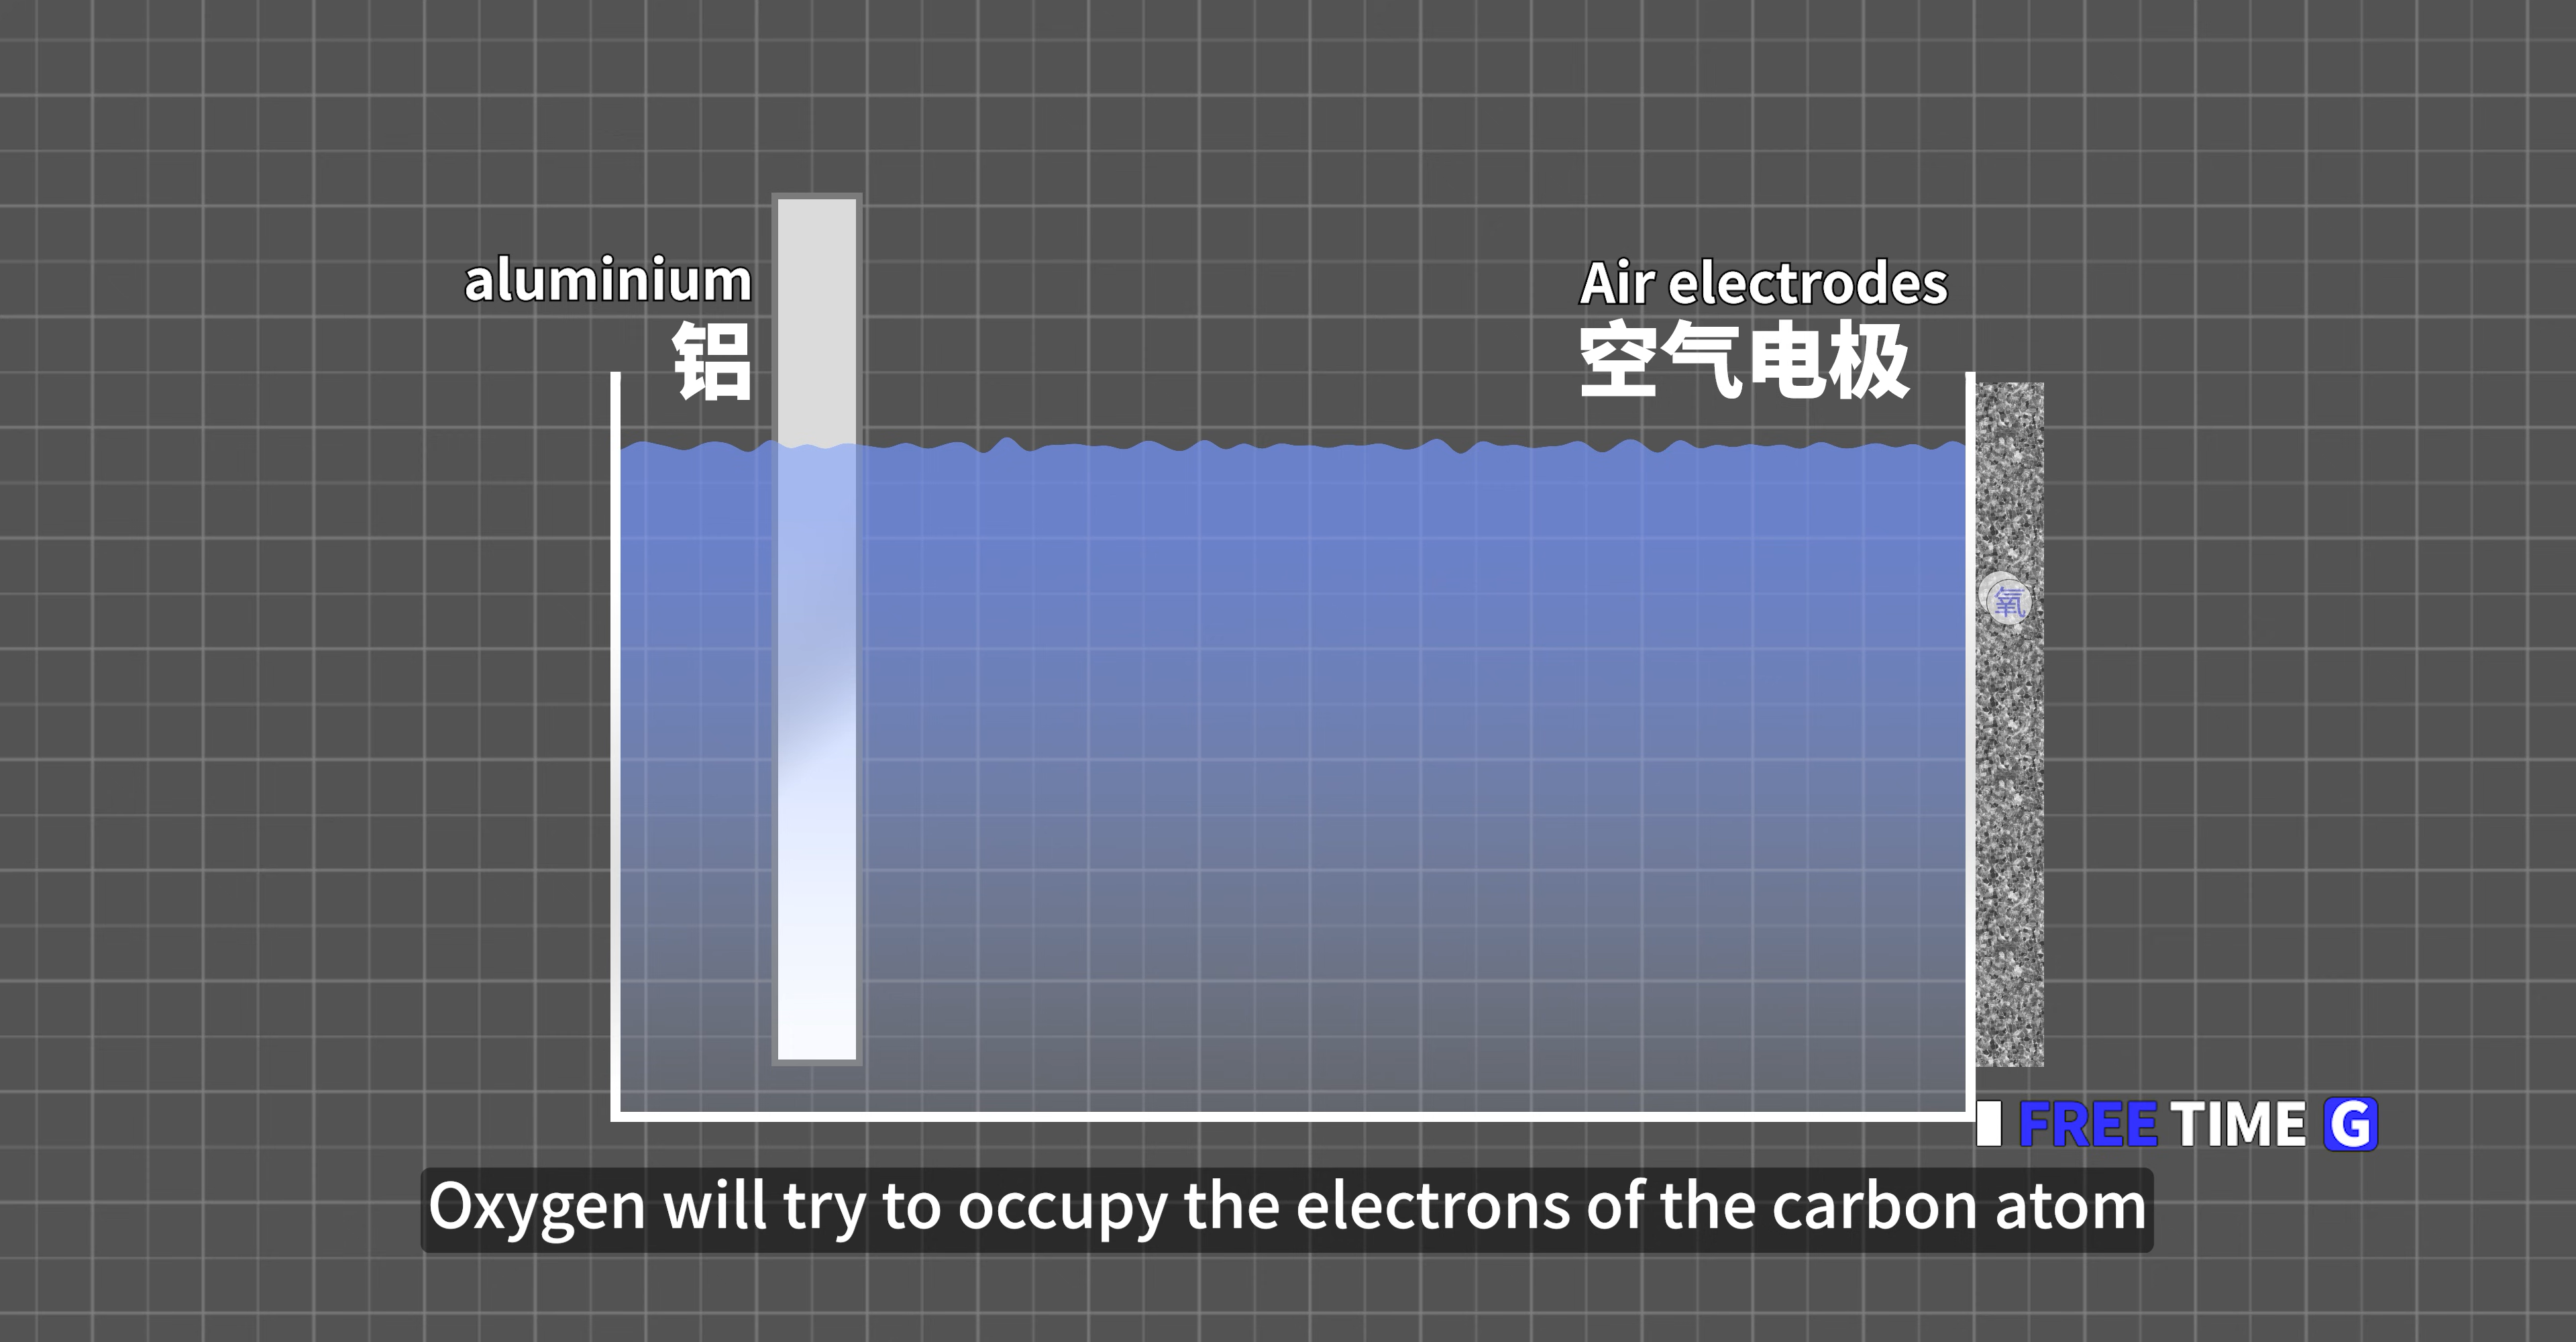 aluminium
铝
Air electrodes
空气电极
氧
FREE TIME G
Oxygen will try to occupy the electrons of the carbon atom